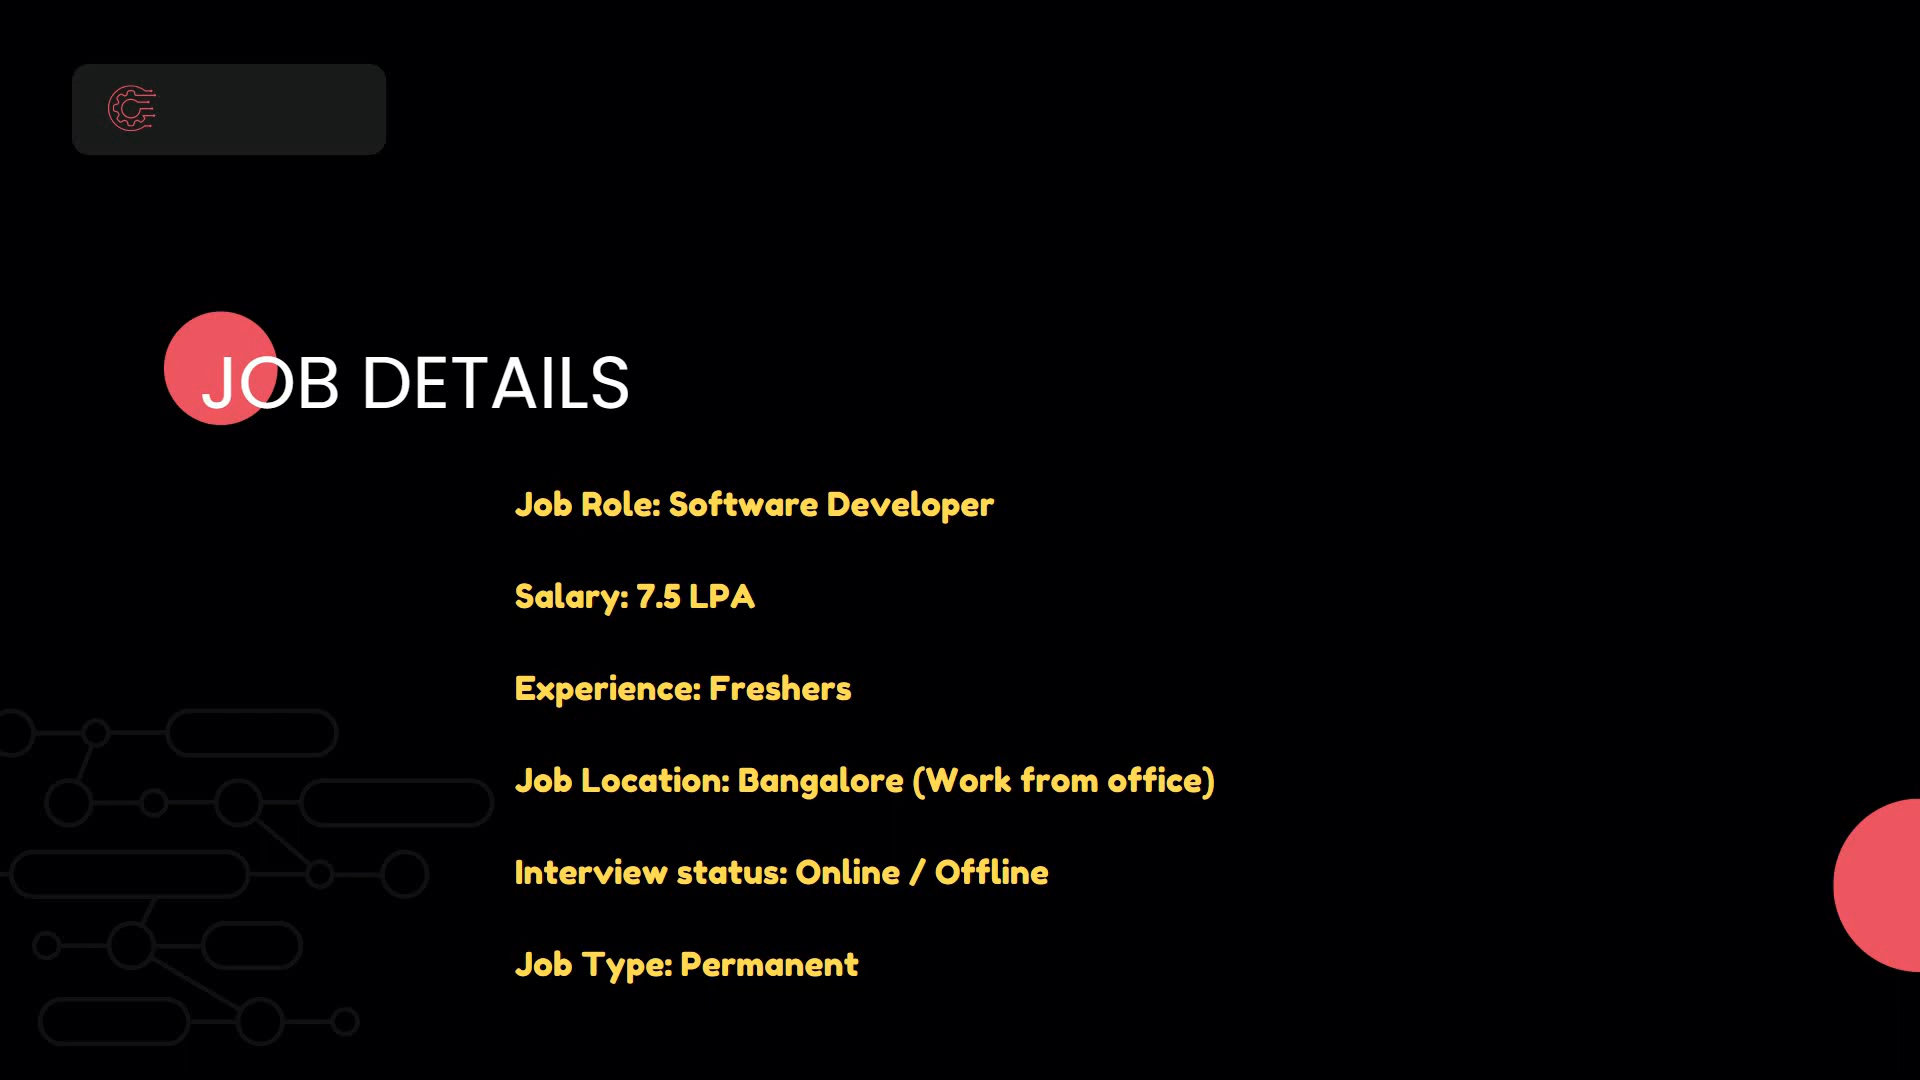 JOB DETAILS
Job Role: Software Developer
Salary: 7.5 LPA
Experience: Freshers
Job Location: Bangalore (Work from office)
Interview status: Online / Offline
Job Type: Permanent